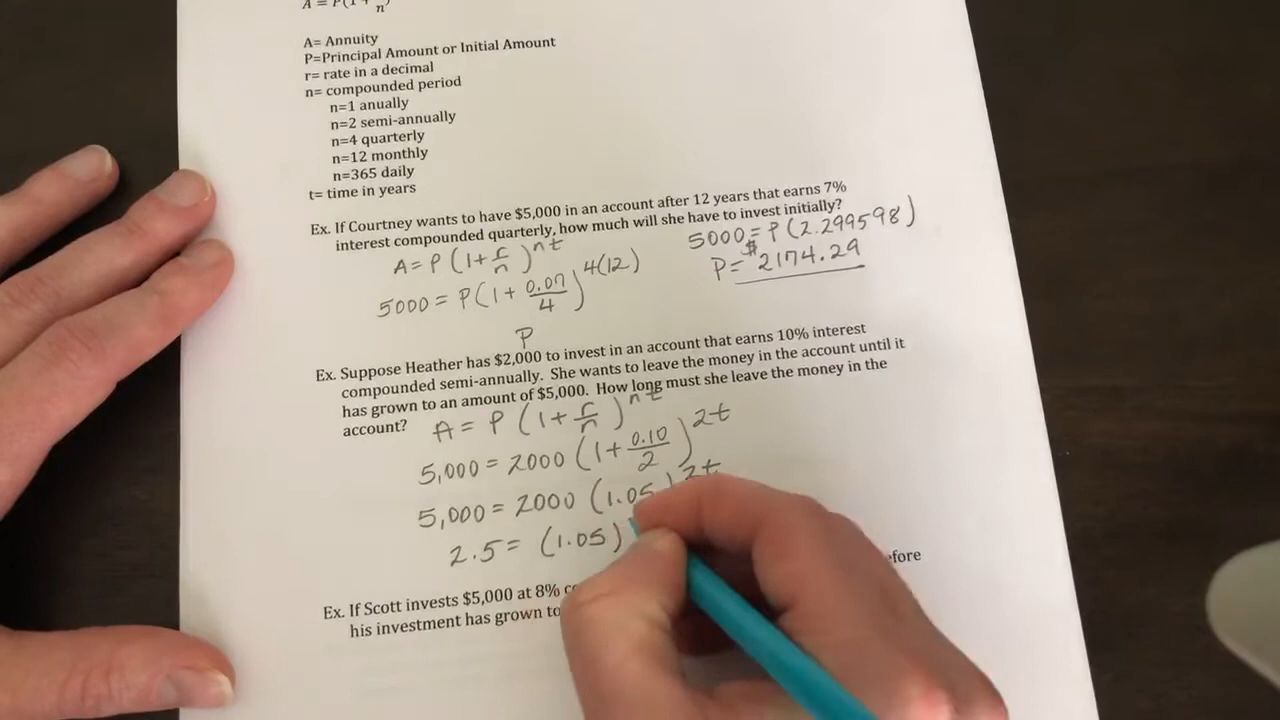 A = P(1 +
n
A= Annuity
P=Principal Amount or Initial Amount
r= rate in a decimal
n= compounded period
n=1 anually
n=2 semi-annually
n=4 quarterly
n=12 monthly
n=365 daily
t= time in years
Ex. If Courtney wants to have $5,000 in an account after 12 years that earns 7%
interest compounded quarterly, how much will she have to invest initially?
A = P (1 + r/n)^nt
5000 = P(1 + 0.07/4)^4(12)
5000 = P(2.299598)
P = $2174.29
P
Ex. Suppose Heather has $2,000 to invest in an account that earns 10% interest
compounded semi-annually. She wants to leave the money in the account until it
has grown to an amount of $5,000. How long must she leave the money in the
account?
A = P (1 + r/n)^nt
5,000 = 2000 (1 + 0.10/2)^2t
5,000 = 2000 (1.05)^2t
2.5 = (1.05)
Ex. If Scott invests $5,000 at 8%
his investment has grown to